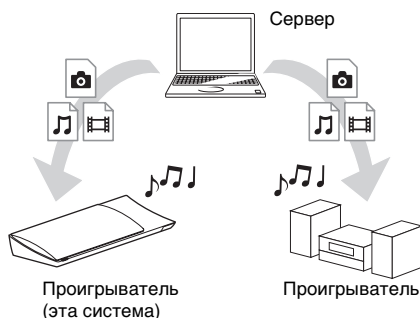 Сервер
Проигрыватель
(эта система)
Проигрыватель